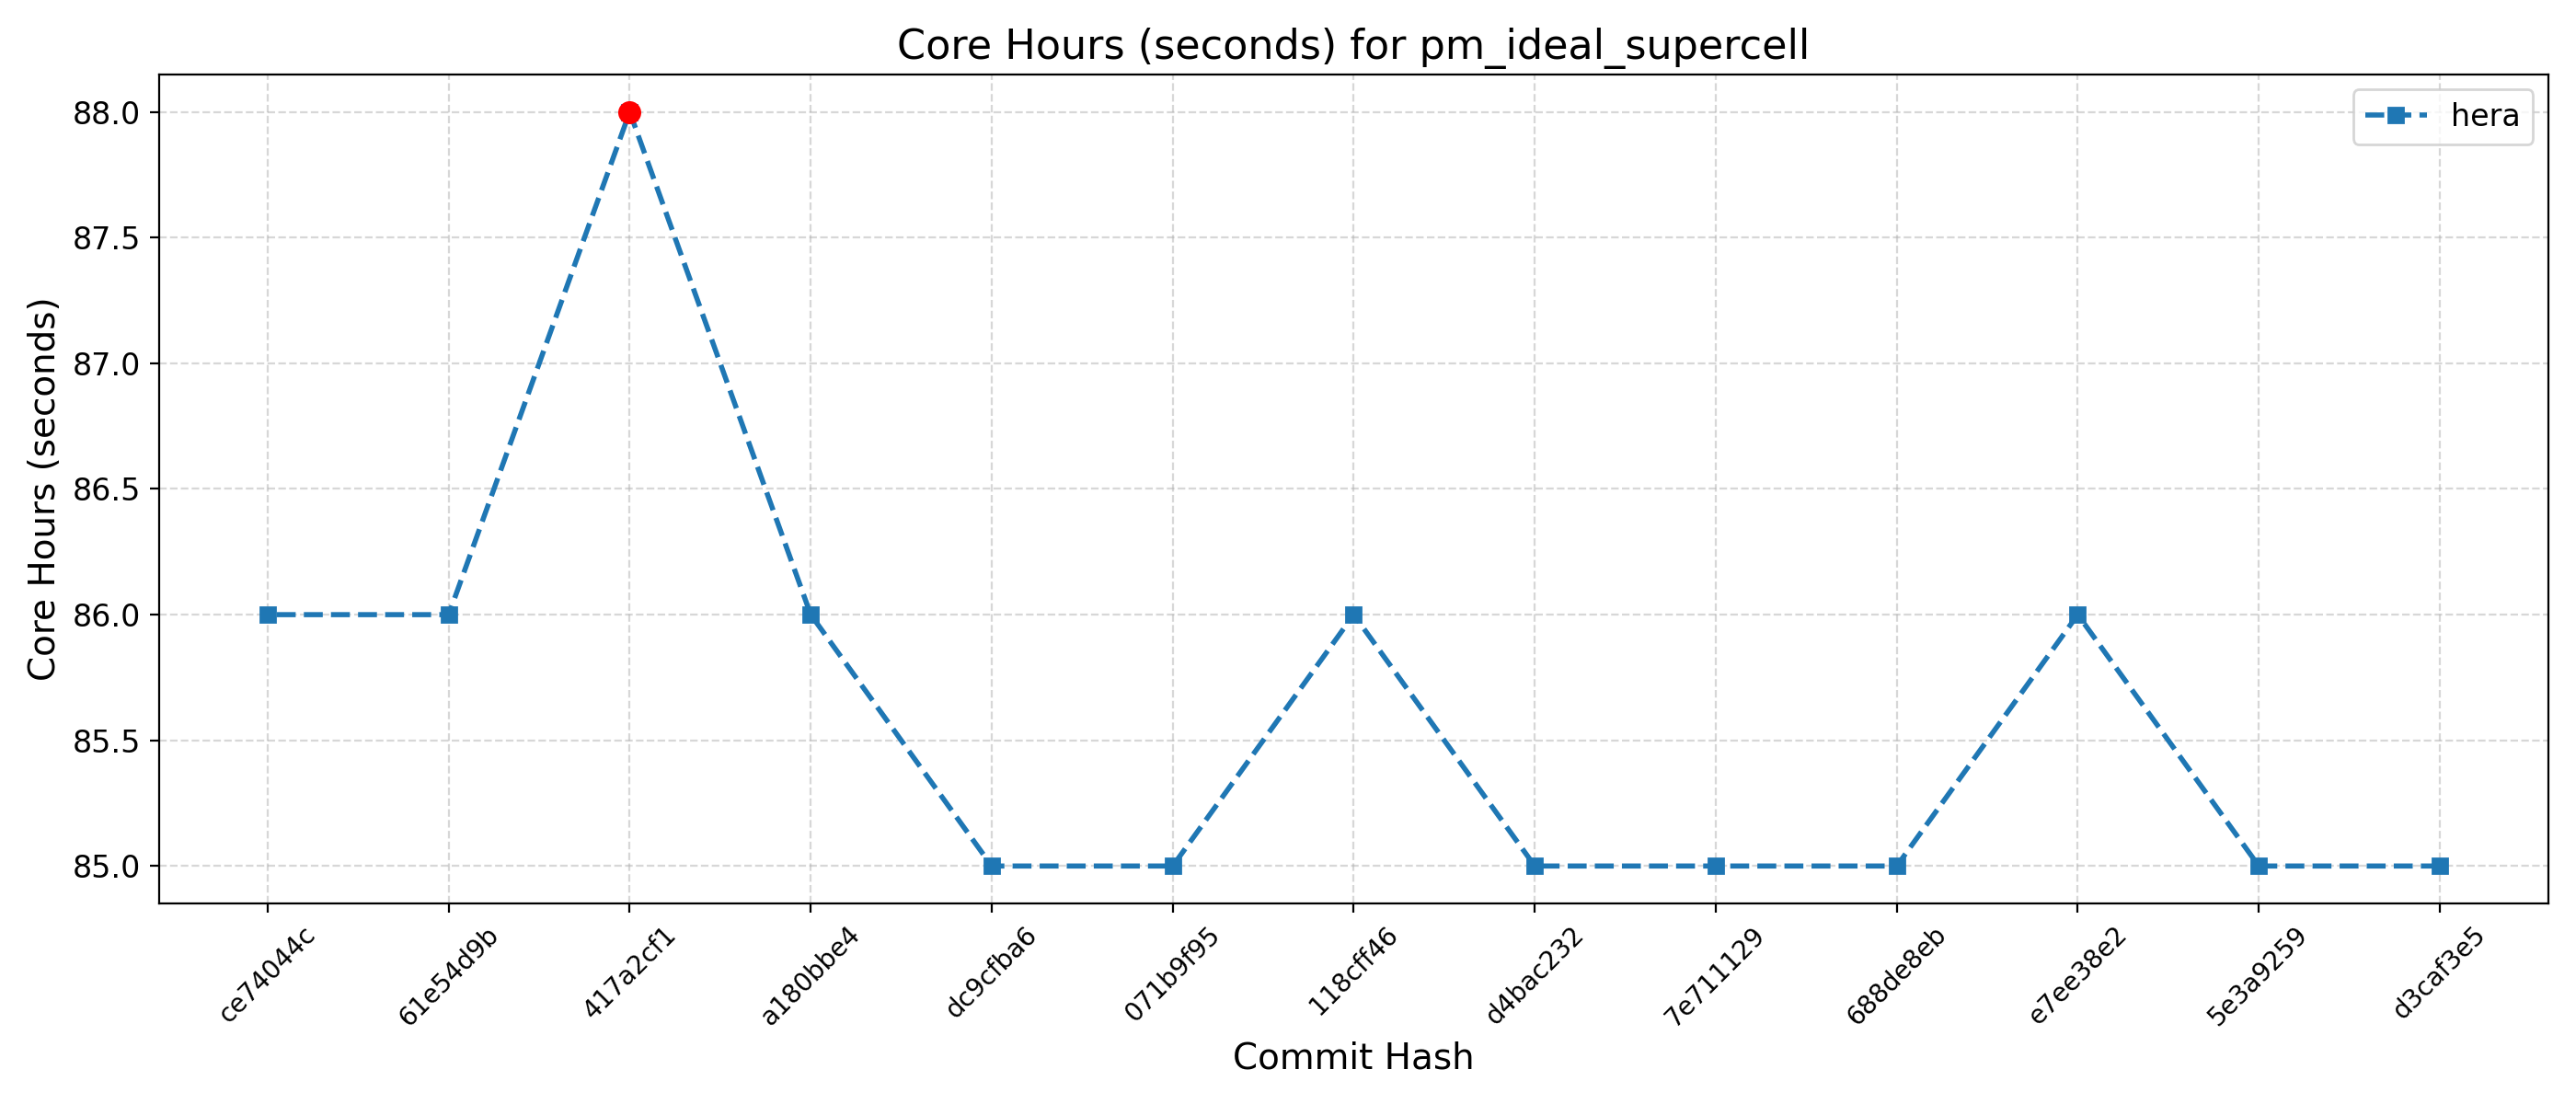 Core Hours (seconds) for pm_ideal_supercell
hera
Core Hours (seconds)
88.0
87.5
87.0
86.5
86.0
85.5
85.0
ce74044c
61e54d9b
417a2cf1
a180bbe4
dc9cfba6
071b9f95
118cff46
d4bac232
7e711129
688de8eb
e7ee38e2
5e3a9259
d3caf3e5
Commit Hash